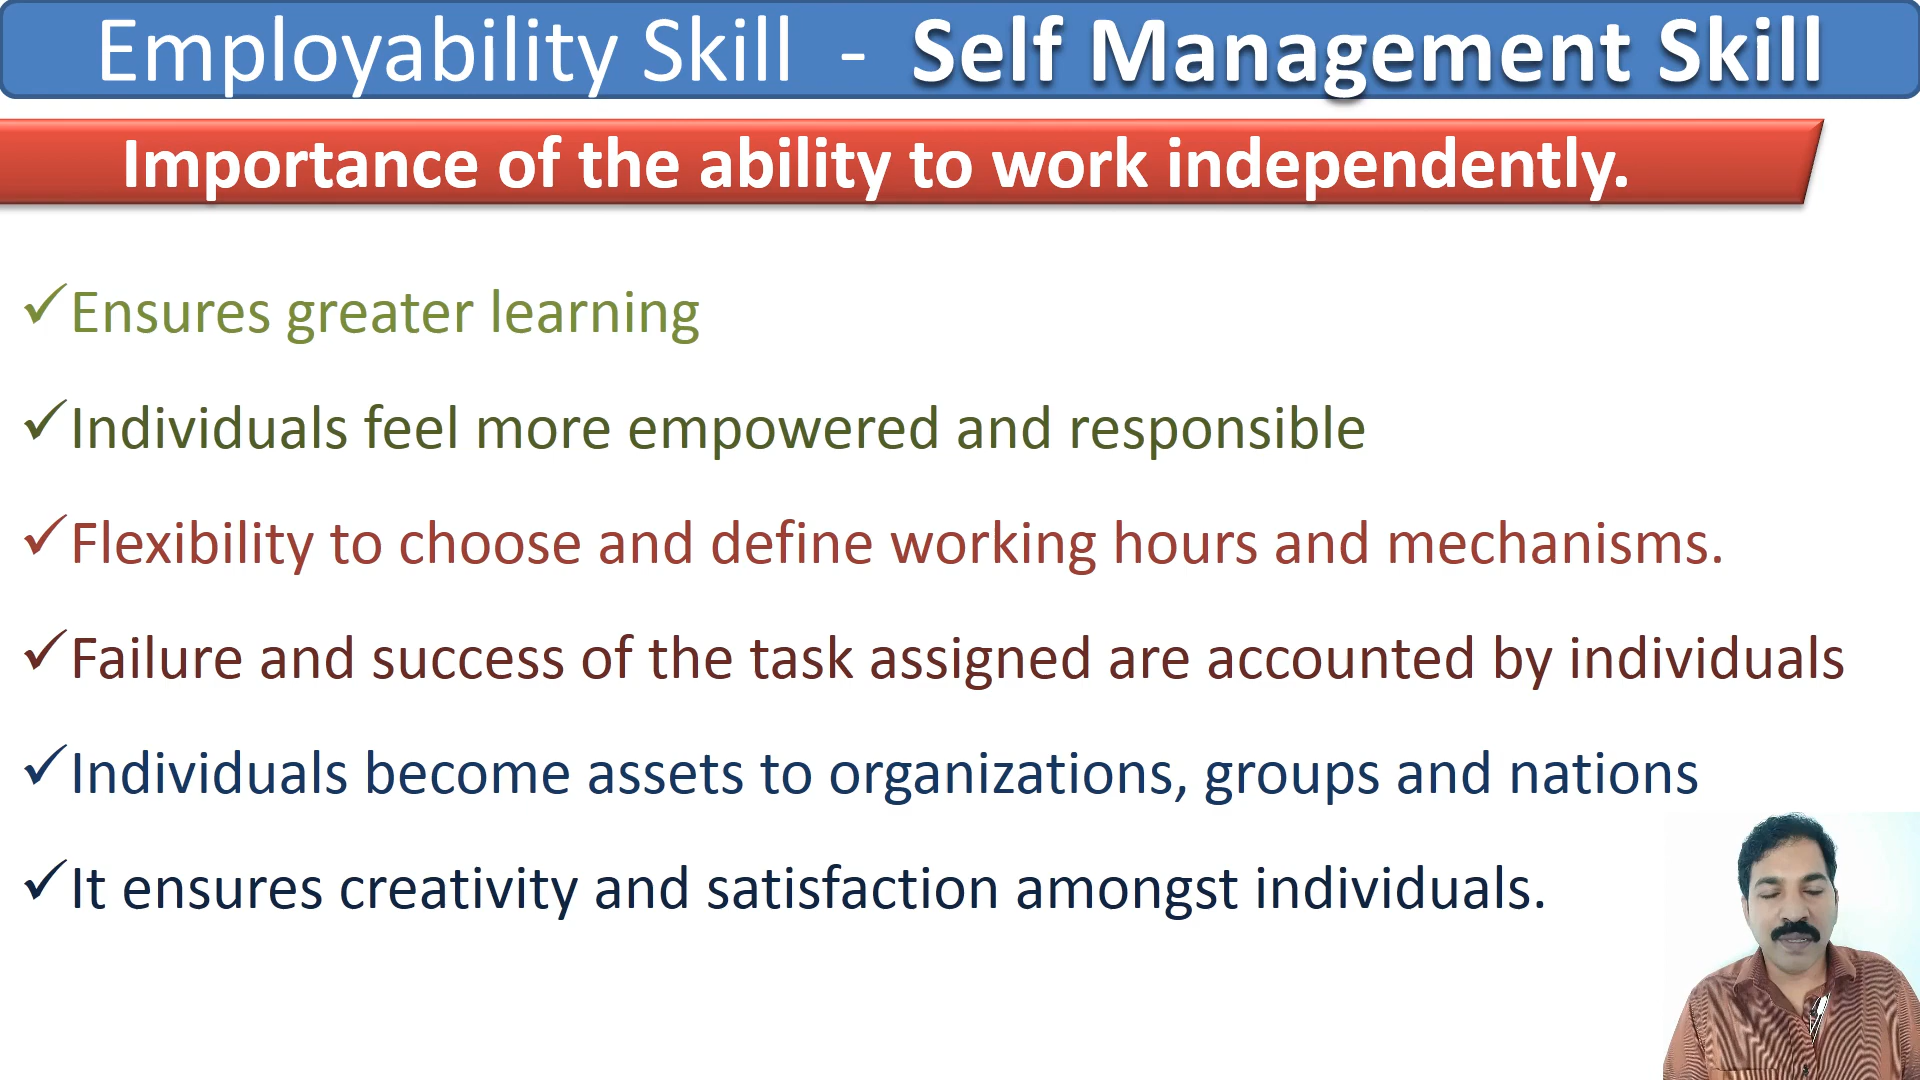 Employability Skill - Self Management Skill
Importance of the ability to work independently.
✓Ensures greater learning
✓Individuals feel more empowered and responsible
✓Flexibility to choose and define working hours and mechanisms.
✓Failure and success of the task assigned are accounted by individuals
✓Individuals become assets to organizations, groups and nations
✓It ensures creativity and satisfaction amongst individuals.